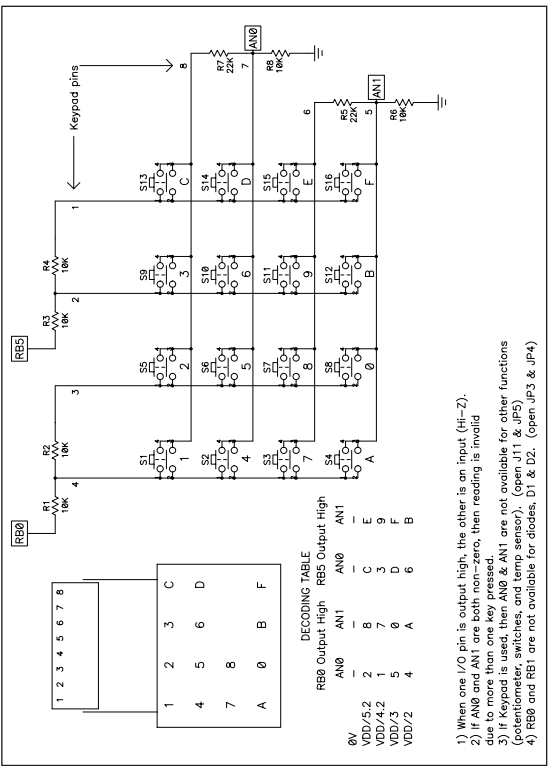 Keypad pins
RB0
R1
10K
R2
10K
RB5
R3
10K
R4
10K
4
3
2
1
S1
1
S5
2
S9
3
S13
C
8
R7
22K
AN0
7
R8
10K
S2
4
S6
5
S10
6
S14
D
S3
7
S7
8
S11
9
S15
E
6
R5
22K
AN1
5
R6
10K
S4
A
S8
0
S12
B
S16
F
1 2 3 4 5 6 7 8
1 2 3 C
4 5 6 D
7 8
A 0 B F
DECODING TABLE
RB0 Output High RB5 Output High
AN0 AN1 AN0 AN1
0V – – – –
VDD/5.2 2 8 C E
VDD/4.2 1 7 3 9
VDD/3 5 0 D F
VDD/2 4 A 6 B
1) When one I/O pin is output high, the other is an input (Hi-Z).
2) If AN0 and AN1 are both non-zero, then reading is invalid
due to more than one key pressed.
3) If Keypad is used, then AN0 & AN1 are not available for other functions
(potentiometer, switches, and temp sensor). (open J11 & JP5)
4) RB0 and RB1 are not available for diodes, D1 & D2. (open JP3 & JP4)